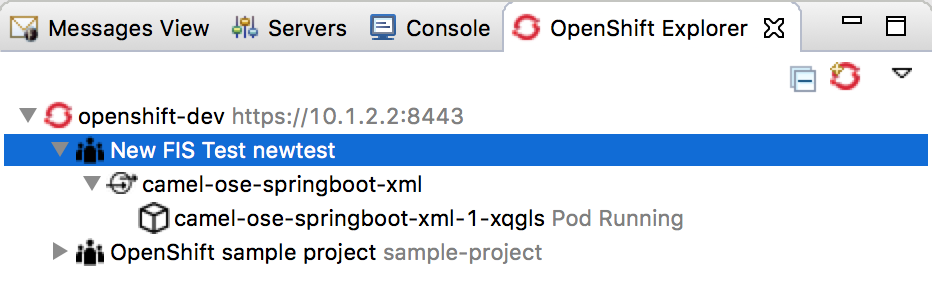 Messages View Servers Console OpenShift Explorer
openshift-dev https://10.1.2.2:8443
New FIS Test newtest
camel-ose-springboot-xml
camel-ose-springboot-xml-1-xqgls Pod Running
OpenShift sample project sample-project